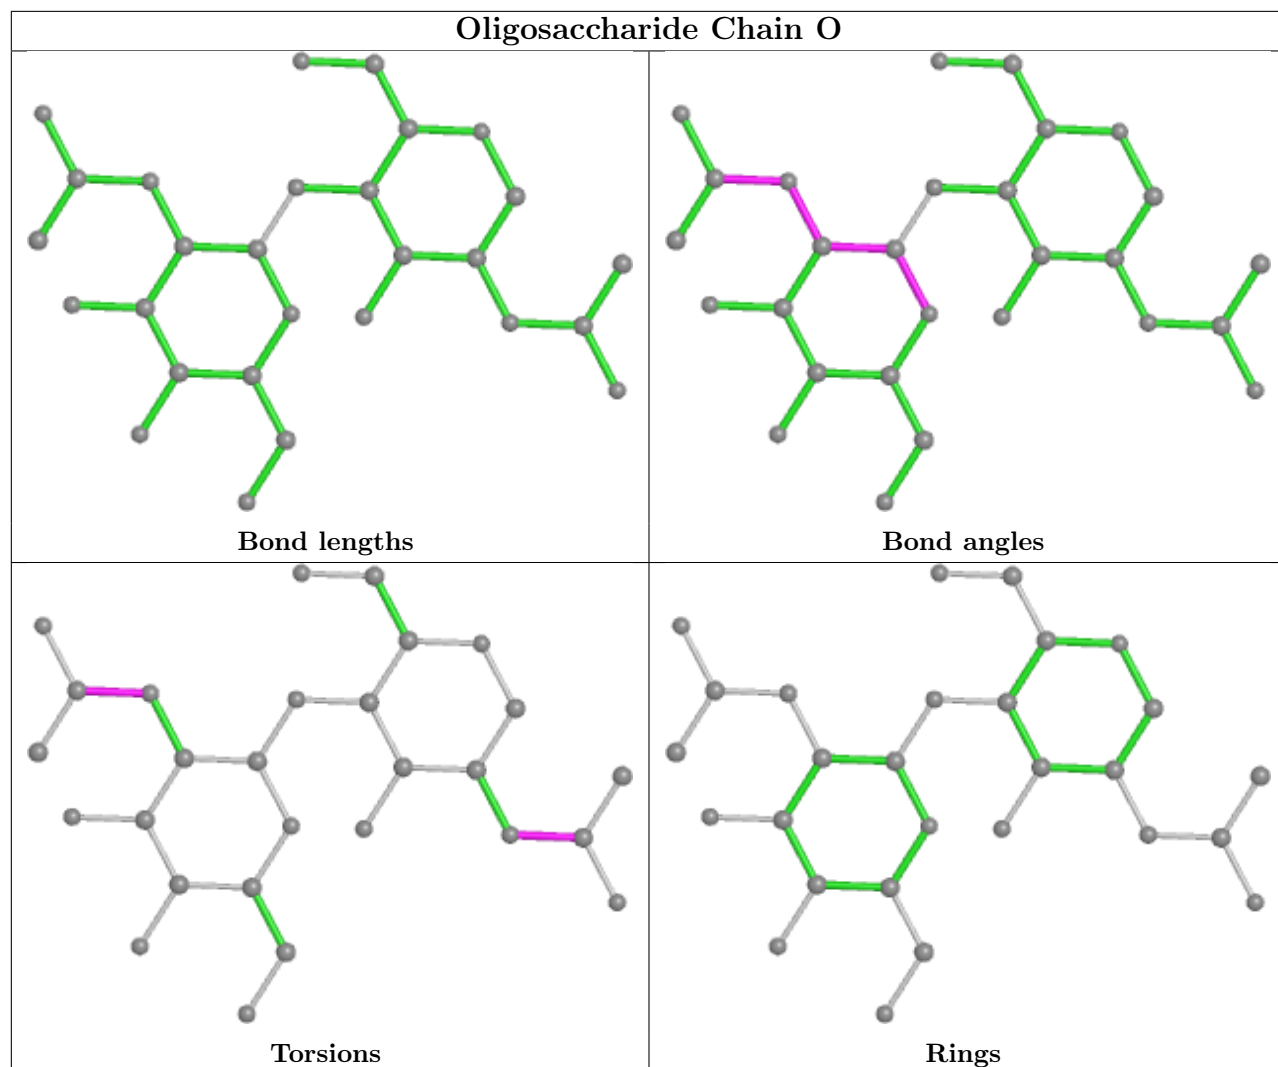 Oligosaccharide Chain O
Bond lengths
Bond angles
Torsions
Rings